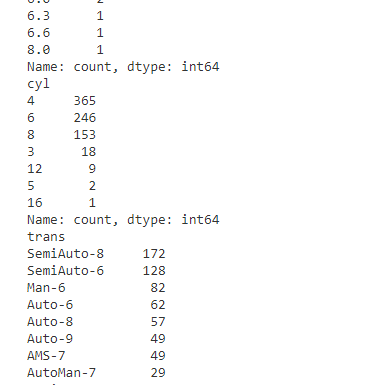 6.3 1
6.6 1
8.0 1
Name: count, dtype: int64
cyl
4 365
6 246
8 153
3 18
12 9
5 2
16 1
Name: count, dtype: int64
trans
SemiAuto-8 172
SemiAuto-6 128
Man-6 82
Auto-6 62
Auto-8 57
Auto-9 49
AMS-7 49
AutoMan-7 29